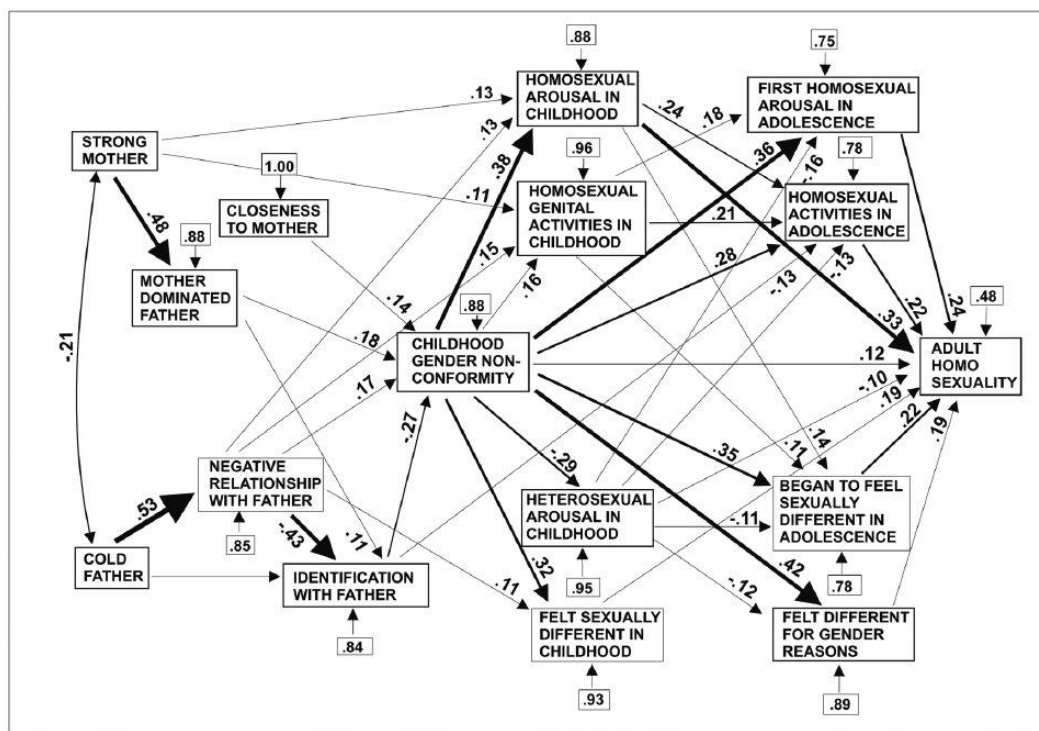 .88
HOMOSEXUAL
AROUSAL IN
CHILDHOOD
.75
FIRST HOMOSEXUAL
AROUSAL IN
ADOLESCENCE
.13
.24
.18
STRONG
MOTHER
.13
.96
.36
-.16
.78
1.00
.38
HOMOSEXUAL
GENITAL
ACTIVITIES IN
CHILDHOOD
HOMOSEXUAL
ACTIVITIES IN
ADOLESCENCE
.11
.21
CLOSENESS
TO MOTHER
.48
.88
MOTHER
DOMINATED
FATHER
.15
.16
.28
-.13
-.13
.14
.88
.22
.24
.48
.33
-.21
.18
CHILDHOOD
GENDER NON-
CONFORMITY
.12
ADULT
HOMO
SEXUALITY
.17
-.10
.19
.22
.19
-.27
-.29
.35
.11
.14
NEGATIVE
RELATIONSHIP
WITH FATHER
BEGAN TO FEEL
SEXUALLY
DIFFERENT IN
ADOLESCENCE
HETEROSEXUAL
AROUSAL IN
CHILDHOOD
-.11
.53
-.43
.11
.85
COLD
FATHER
IDENTIFICATION
WITH FATHER
.11
.32
.95
-.12
.42
.78
FELT SEXUALLY
DIFFERENT IN
CHILDHOOD
FELT DIFFERENT
FOR GENDER
REASONS
.84
.93
.89